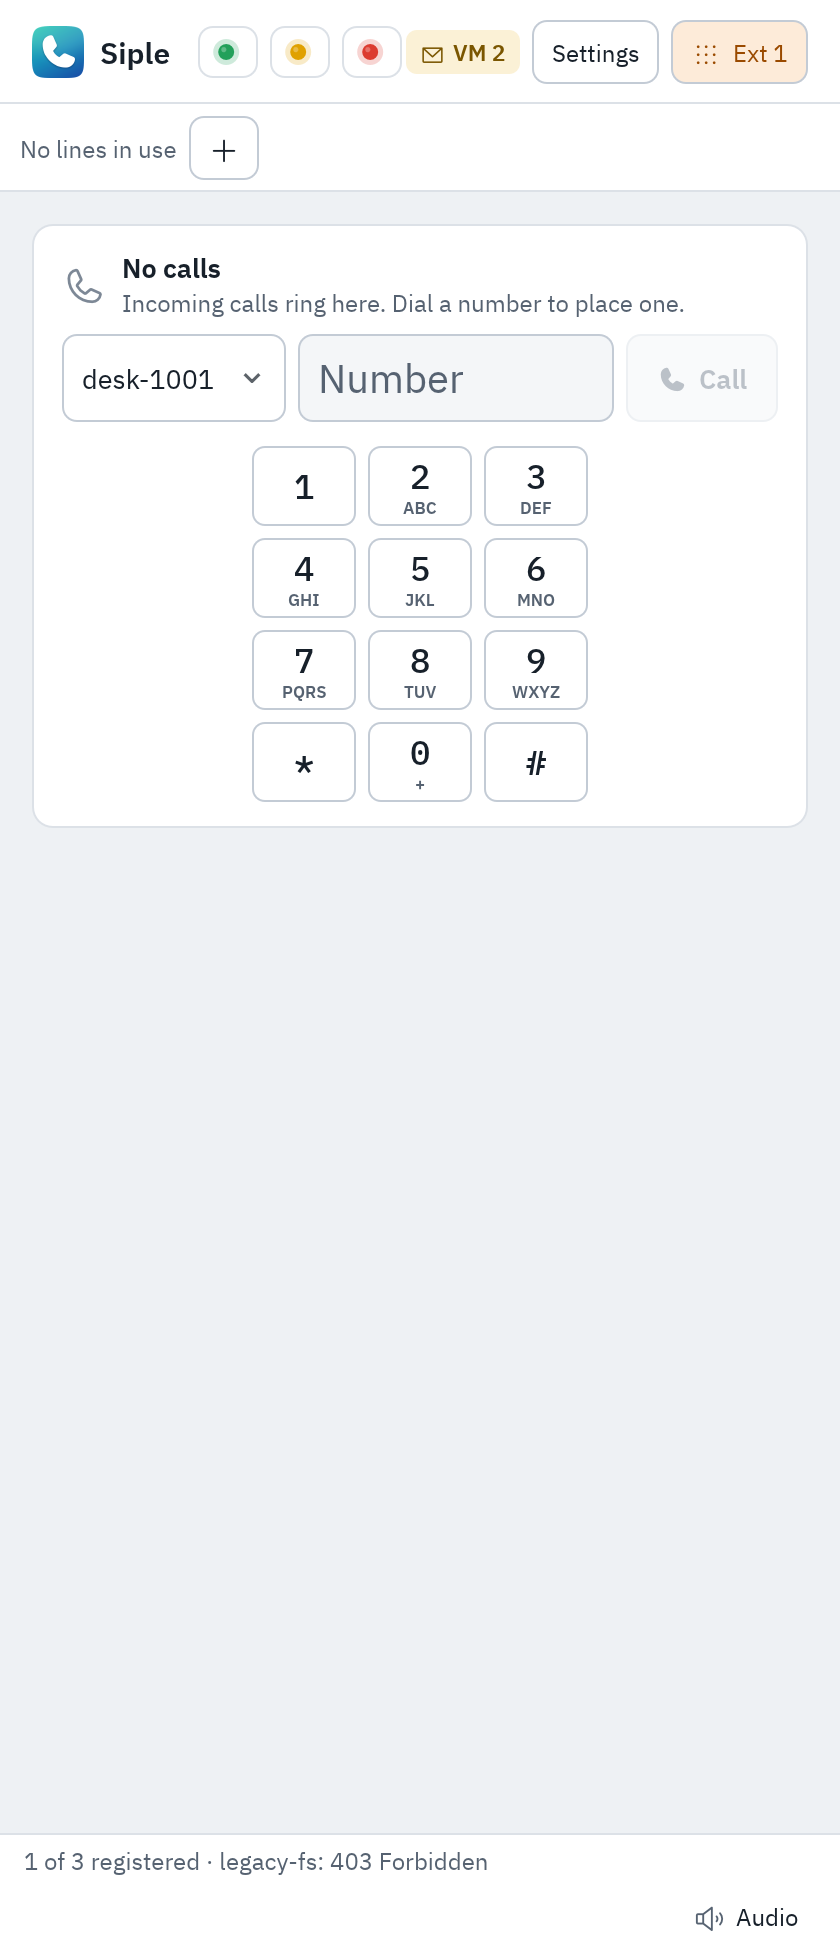 Siple
VM 2
Settings
Ext 1
No lines in use
No calls
Incoming calls ring here. Dial a number to place one.
desk-1001
Number
Call
1
2
ABC
3
DEF
4
GHI
5
JKL
6
MNO
7
PQRS
8
TUV
9
WXYZ
*
0
+
#
1 of 3 registered · legacy-fs: 403 Forbidden
Audio